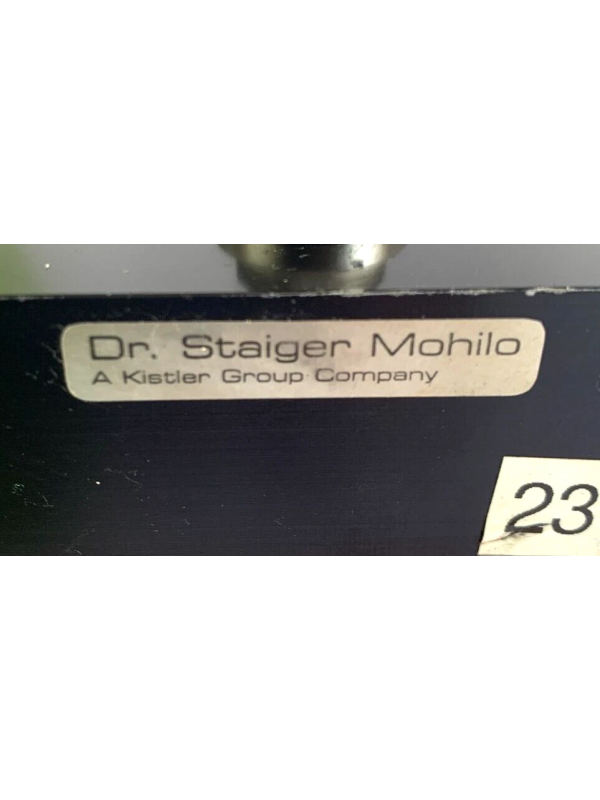 Dr. Staiger Mohilo
A Kistler Group Company
23